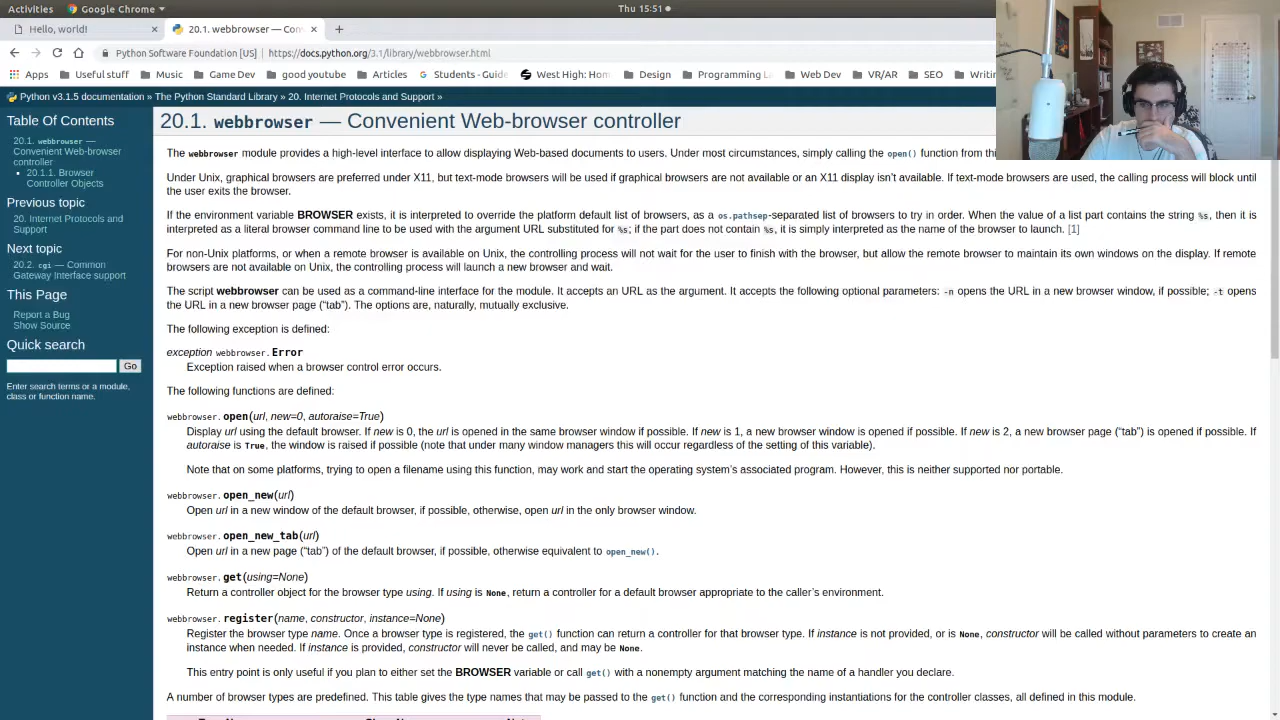 Activities Google Chrome Thu 15:51
Hello, world! 20.1. webbrowser — Con
Python Software Foundation [US] https://docs.python.org/3.1/library/webbrowser.html
Apps Useful stuff Music Game Dev good youtube Articles Students - Guide West High: Hom Design Programming La Web Dev VR/AR SEO Writin
Python v3.1.5 documentation » The Python Standard Library » 20. Internet Protocols and Support »
Table Of Contents
20.1. webbrowser —
Convenient Web-browser
controller
20.1.1. Browser
Controller Objects
Previous topic
20. Internet Protocols and
Support
Next topic
20.2. cgi — Common
Gateway Interface support
This Page
Report a Bug
Show Source
Quick search
Go
Enter search terms or a module,
class or function name.
20.1. webbrowser — Convenient Web-browser controller
The webbrowser module provides a high-level interface to allow displaying Web-based documents to users. Under most circumstances, simply calling the open() function from thi
Under Unix, graphical browsers are preferred under X11, but text-mode browsers will be used if graphical browsers are not available or an X11 display isn't available. If text-mode browsers are used, the calling process will block until
the user exits the browser.
If the environment variable BROWSER exists, it is interpreted to override the platform default list of browsers, as a os.pathsep-separated list of browsers to try in order. When the value of a list part contains the string %s, then it is
interpreted as a literal browser command line to be used with the argument URL substituted for %s; if the part does not contain %s, it is simply interpreted as the name of the browser to launch. [1]
For non-Unix platforms, or when a remote browser is available on Unix, the controlling process will not wait for the user to finish with the browser, but allow the remote browser to maintain its own windows on the display. If remote
browsers are not available on Unix, the controlling process will launch a new browser and wait.
The script webbrowser can be used as a command-line interface for the module. It accepts an URL as the argument. It accepts the following optional parameters: -n opens the URL in a new browser window, if possible; -t opens
the URL in a new browser page ("tab"). The options are, naturally, mutually exclusive.
The following exception is defined:
exception webbrowser.Error
Exception raised when a browser control error occurs.
The following functions are defined:
webbrowser.open(url, new=0, autoraise=True)
Display url using the default browser. If new is 0, the url is opened in the same browser window if possible. If new is 1, a new browser window is opened if possible. If new is 2, a new browser page ("tab") is opened if possible. If
autoraise is True, the window is raised if possible (note that under many window managers this will occur regardless of the setting of this variable).
Note that on some platforms, trying to open a filename using this function, may work and start the operating system's associated program. However, this is neither supported nor portable.
webbrowser.open_new(url)
Open url in a new window of the default browser, if possible, otherwise, open url in the only browser window.
webbrowser.open_new_tab(url)
Open url in a new page ("tab") of the default browser, if possible, otherwise equivalent to open_new().
webbrowser.get(using=None)
Return a controller object for the browser type using. If using is None, return a controller for a default browser appropriate to the caller's environment.
webbrowser.register(name, constructor, instance=None)
Register the browser type name. Once a browser type is registered, the get() function can return a controller for that browser type. If instance is not provided, or is None, constructor will be called without parameters to create an
instance when needed. If instance is provided, constructor will never be called, and may be None.
This entry point is only useful if you plan to either set the BROWSER variable or call get() with a nonempty argument matching the name of a handler you declare.
A number of browser types are predefined. This table gives the type names that may be passed to the get() function and the corresponding instantiations for the controller classes, all defined in this module.